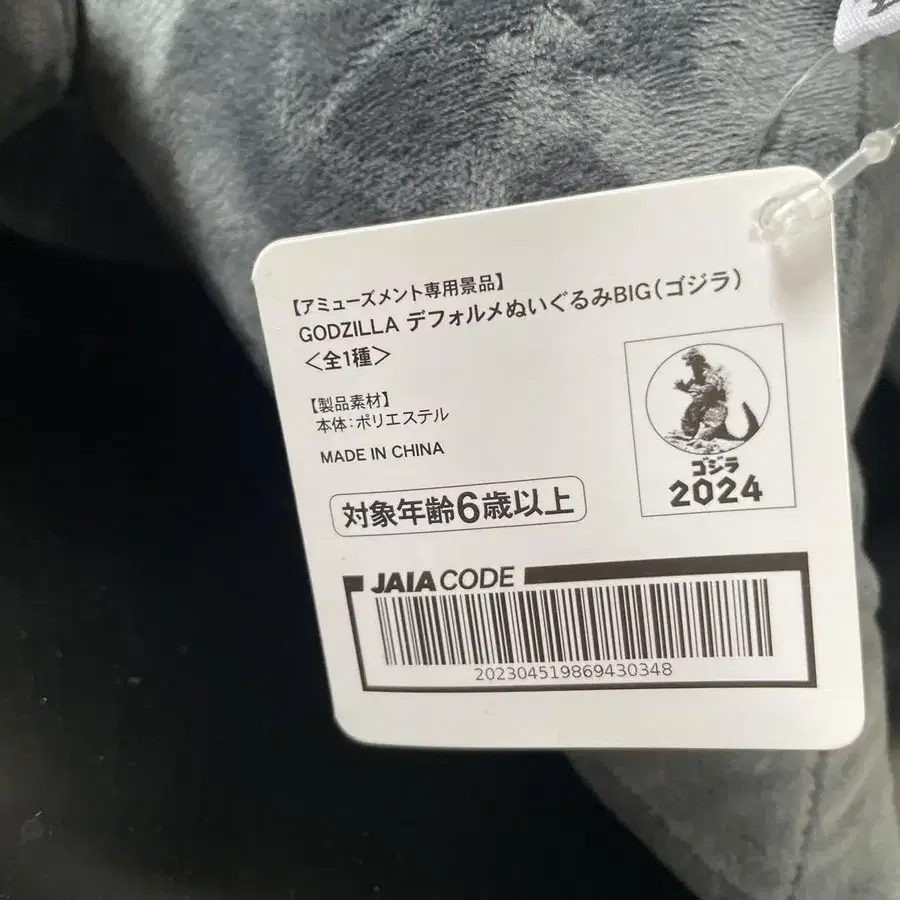 【アミューズメント専用景品】
GODZILLA デフォルメぬいぐるみBIG(ゴジラ)
<全1種>
【製品素材】
本体:ポリエステル
MADE IN CHINA
対象年齢6歳以上
ゴジラ
2024
JAIA CODE
202304519869430348